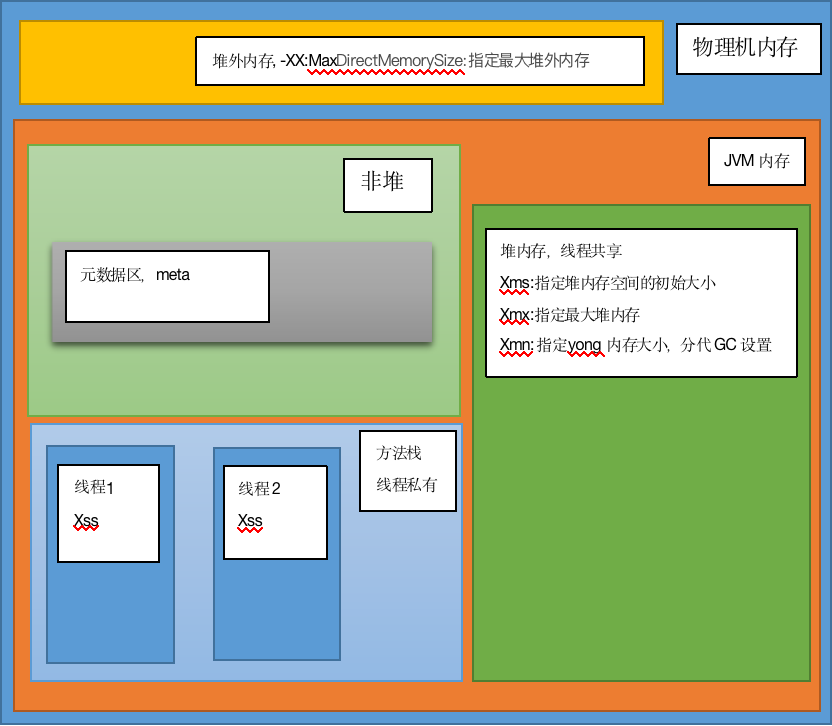 堆外内存, -XX:MaxDirectMemorySize:指定最大堆外内存
物理机内存
JVM 内存
非堆
元数据区，meta
堆内存，线程共享
Xms:指定堆内存空间的初始大小
Xmx:指定最大堆内存
Xmn: 指定yong 内存大小，分代 GC 设置
方法栈
线程私有
线程1
Xss
线程2
Xss